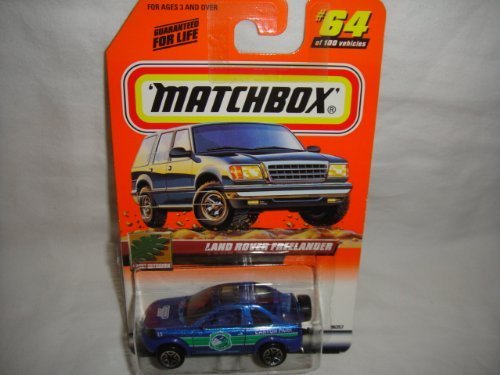 FOR AGES 3 AND OVER
GUARANTEED
FOR LIFE
#64
of 100 vehicles
'MATCHBOX'®
LAND ROVER FREELANDER